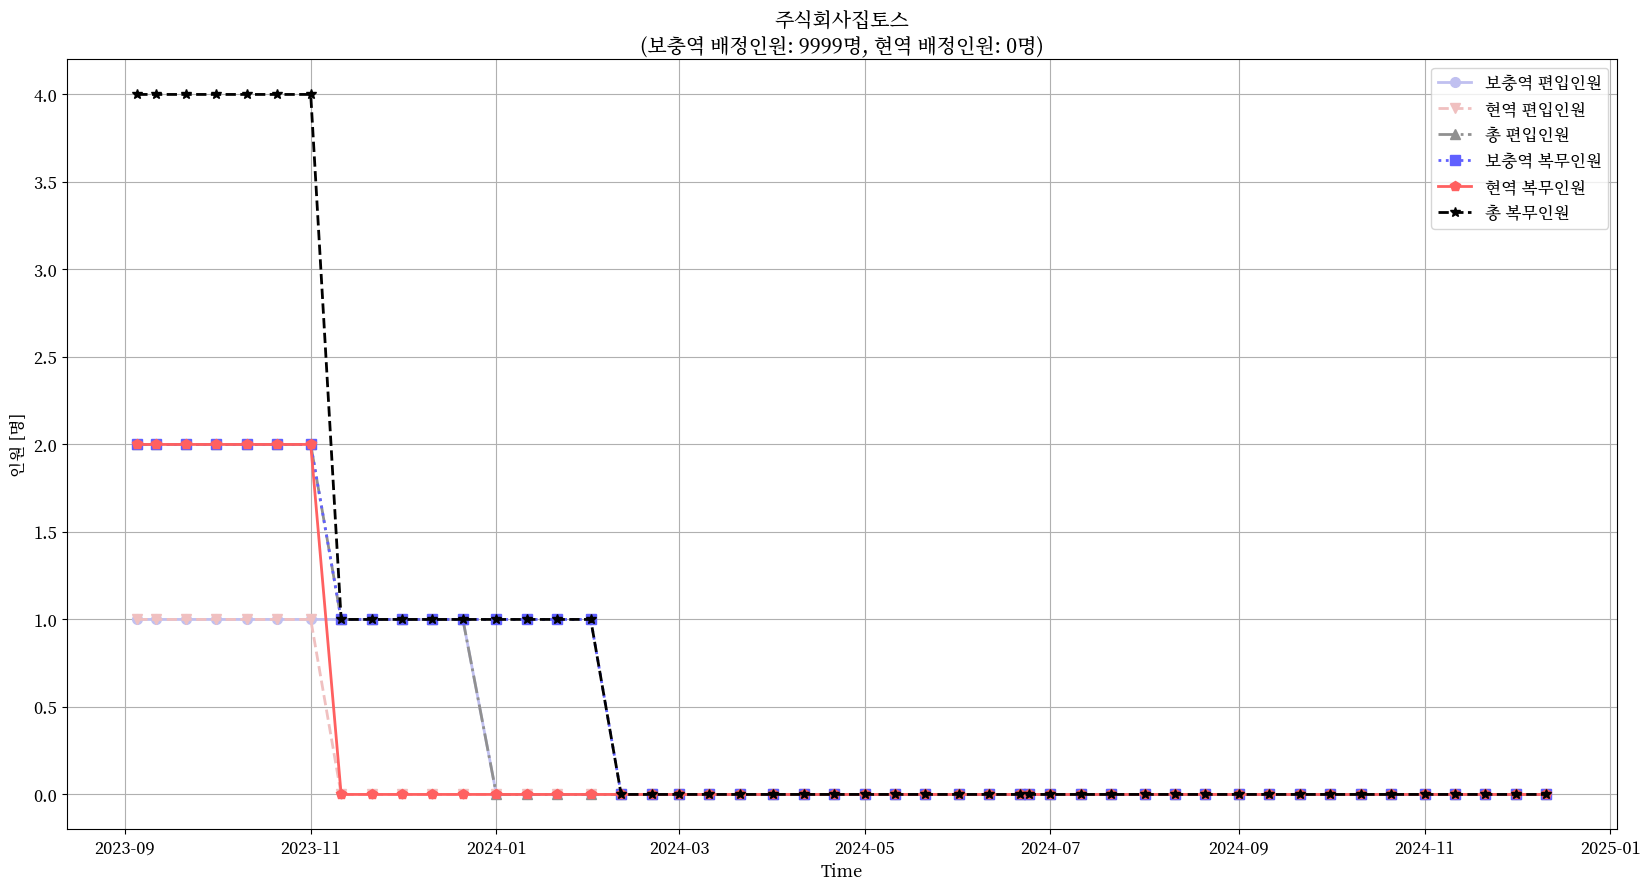 주식회사집토스
(보충역 배정인원: 9999명, 현역 배정인원: 0명)
보충역 편입인원
현역 편입인원
총 편입인원
보충역 복무인원
현역 복무인원
총 복무인원
인원 [명]
4.0
3.5
3.0
2.5
2.0
1.5
1.0
0.5
0.0
2023-09
2023-11
2024-01
2024-03
2024-05
2024-07
2024-09
2024-11
2025-01
Time